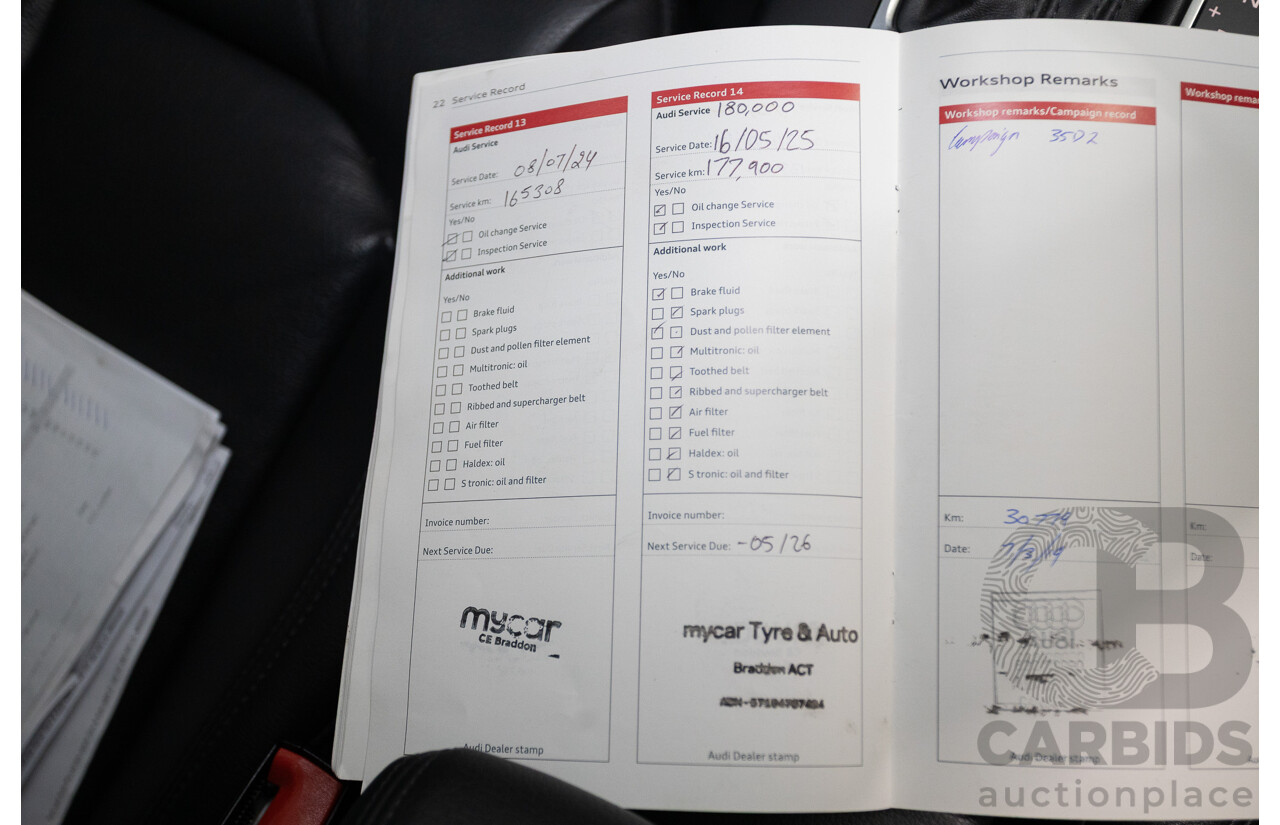 22 Service Record
Service Record 13
Audi Service
Service Date: 08/07/24
Service km: 165308
Yes/No
Oil change Service
Inspection Service
Additional work
Yes/No
Brake fluid
Spark plugs
Dust and pollen filter element
Multitronic: oil
Toothed belt
Ribbed and supercharger belt
Air filter
Fuel filter
Haldex: oil
S tronic: oil and filter
Invoice number:
Next Service Due:
mycar
CE Braddon
Audi Dealer stamp
Service Record 14
Audi Service 180,000
Service Date: 16/05/25
Service km: 177,900
Yes/No
Oil change Service
Inspection Service
Additional work
Yes/No
Brake fluid
Spark plugs
Dust and pollen filter element
Multitronic: oil
Toothed belt
Ribbed and supercharger belt
Air filter
Fuel filter
Haldex: oil
S tronic: oil and filter
Invoice number:
Next Service Due: -05/26
mycar Tyre & Auto
Braddon ACT
Audi Dealer stamp
Workshop Remarks
Workshop remarks/Campaign record
Campaign 35D2
Km:
Date:
Audi
Audi Dealer stamp
Workshop remar
Km:
Date:
CARBIDS
auctionplace